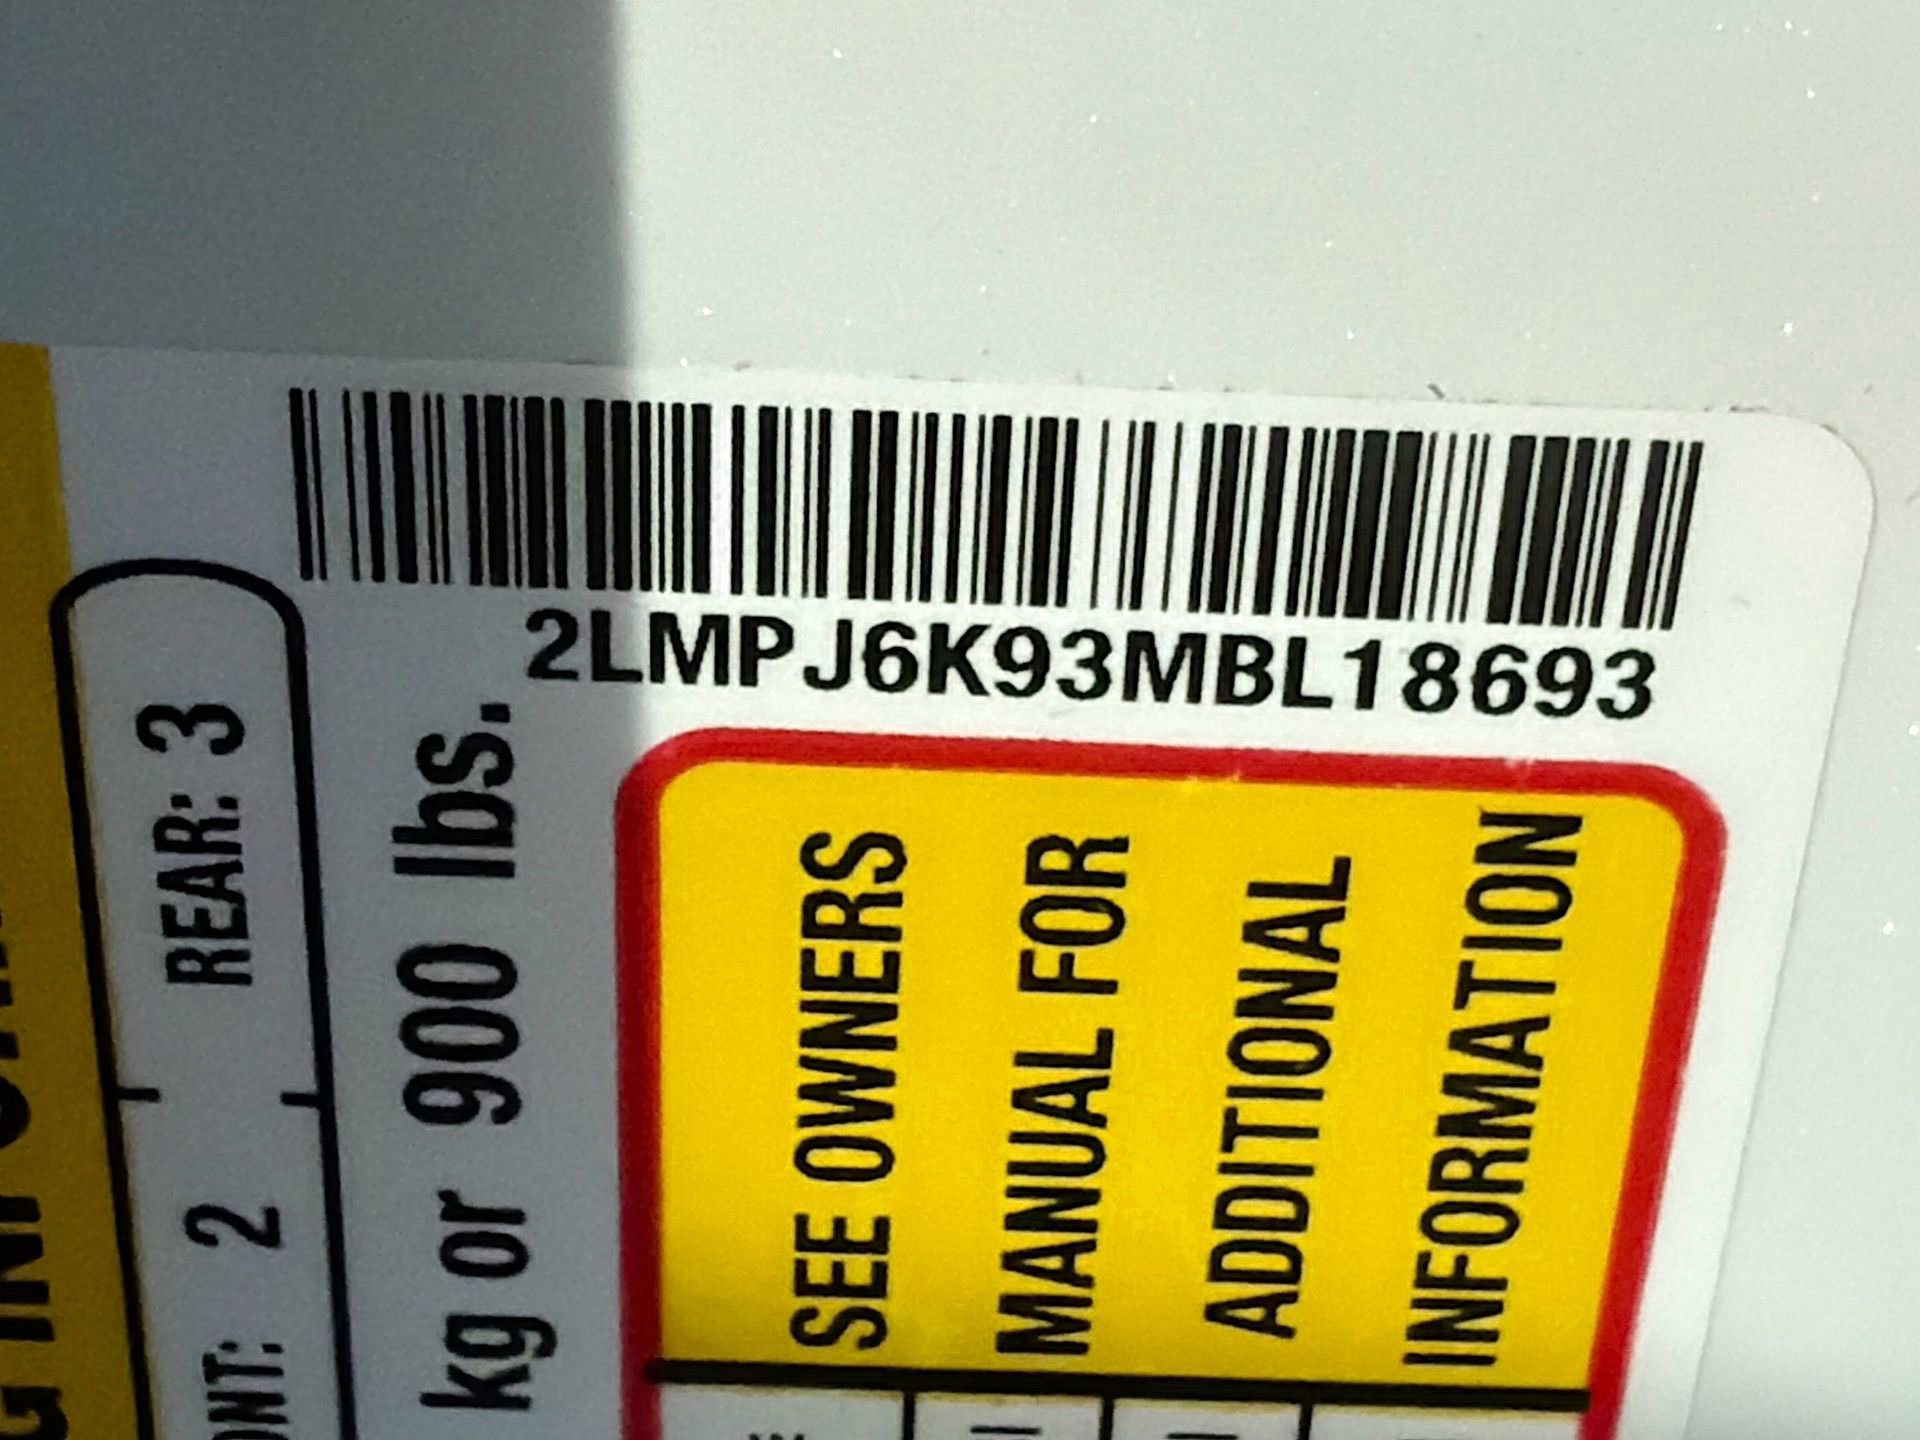 2LMPJ6K93MBL18693
REAR: 3
2
kg or 900 lbs.
SEE OWNERS
MANUAL FOR
ADDITIONAL
INFORMATION